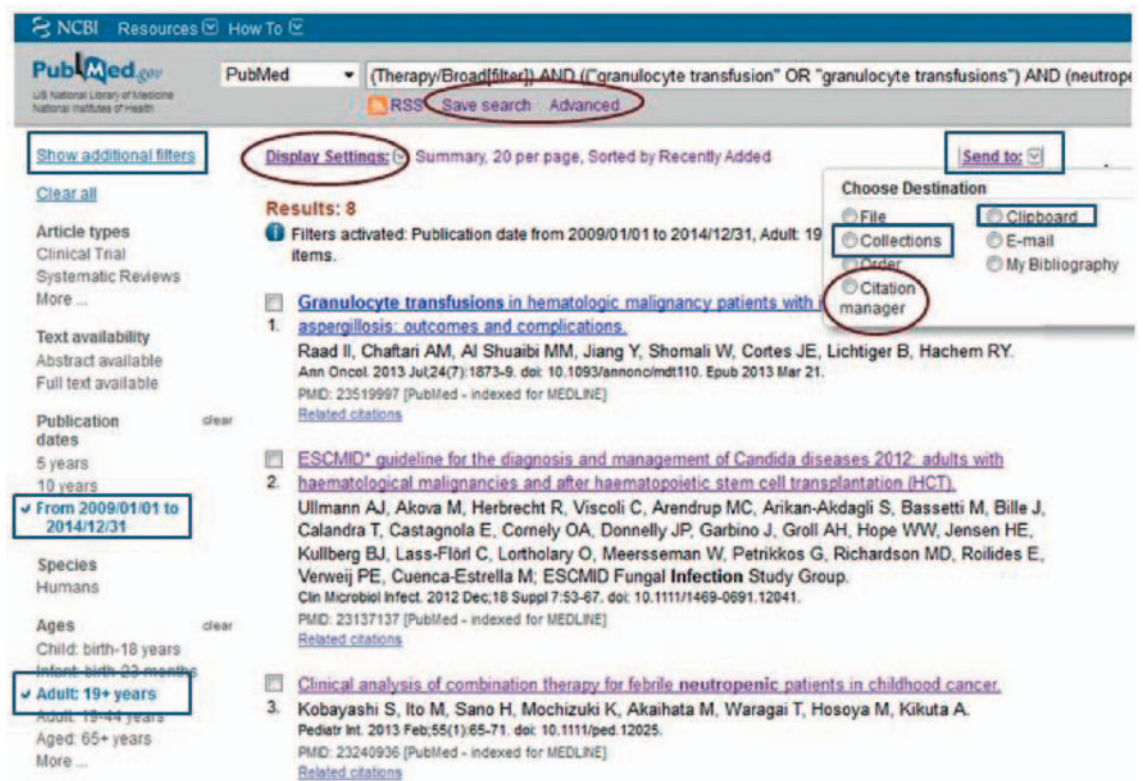 NCBI Resources How To
PubMed.gov
US National Library of Medicine
National Institutes of Health
PubMed
(Therapy/Broad[filter]) AND (("granulocyte transfusion" OR "granulocyte transfusions") AND (neutrope
RSS Save search Advanced
Show additional filters
Clear all
Article types
Clinical Trial
Systematic Reviews
More ...
Text availability
Abstract available
Full text available
Publication dates clear
5 years
10 years
From 2009/01/01 to
2014/12/31
Species
Humans
Ages clear
Child: birth-18 years
Infant: birth-23 months
Adult: 19+ years
Adult: 19-44 years
Aged: 65+ years
More ...
Display Settings: Summary, 20 per page, Sorted by Recently Added
Send to:
Choose Destination
File
Clipboard
Collections
E-mail
Order
My Bibliography
Citation
manager
Results: 8
Filters activated: Publication date from 2009/01/01 to 2014/12/31, Adult: 19
items.
1. Granulocyte transfusions in hematologic malignancy patients with
aspergillosis: outcomes and complications.
Raad II, Chaftari AM, Al Shuaibi MM, Jiang Y, Shomali W, Cortes JE, Lichtiger B, Hachem RY.
Ann Oncol. 2013 Jul;24(7):1873-9. doi: 10.1093/annonc/mdt110. Epub 2013 Mar 21.
PMID: 23519997 [PubMed - indexed for MEDLINE]
Related citations
2. ESCMID* guideline for the diagnosis and management of Candida diseases 2012: adults with
haematological malignancies and after haematopoietic stem cell transplantation (HCT).
Ullmann AJ, Akova M, Herbrecht R, Viscoli C, Arendrup MC, Arikan-Akdagli S, Bassetti M, Bille J,
Calandra T, Castagnola E, Cornely OA, Donnelly JP, Garbino J, Groll AH, Hope WW, Jensen HE,
Kullberg BJ, Lass-Flörl C, Lortholary O, Meersseman W, Petrikkos G, Richardson MD, Roilides E,
Verweij PE, Cuenca-Estrella M; ESCMID Fungal Infection Study Group.
Clin Microbiol Infect. 2012 Dec;18 Suppl 7:53-67. doi: 10.1111/1469-0691.12041.
PMID: 23137137 [PubMed - indexed for MEDLINE]
Related citations
3. Clinical analysis of combination therapy for febrile neutropenic patients in childhood cancer.
Kobayashi S, Ito M, Sano H, Mochizuki K, Akaihata M, Waragai T, Hosoya M, Kikuta A.
Pediatr Int. 2013 Feb;55(1):65-71. doi: 10.1111/ped.12025.
PMID: 23240936 [PubMed - indexed for MEDLINE]
Related citations